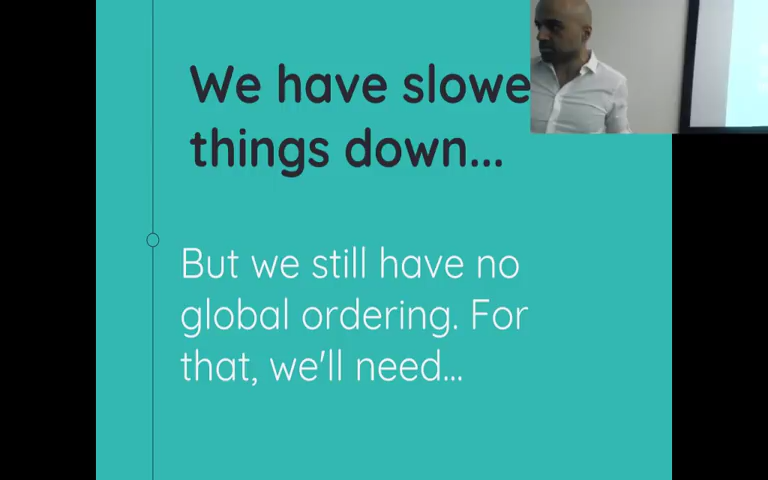 We have slowe
things down...
But we still have no
global ordering. For
that, we'll need...